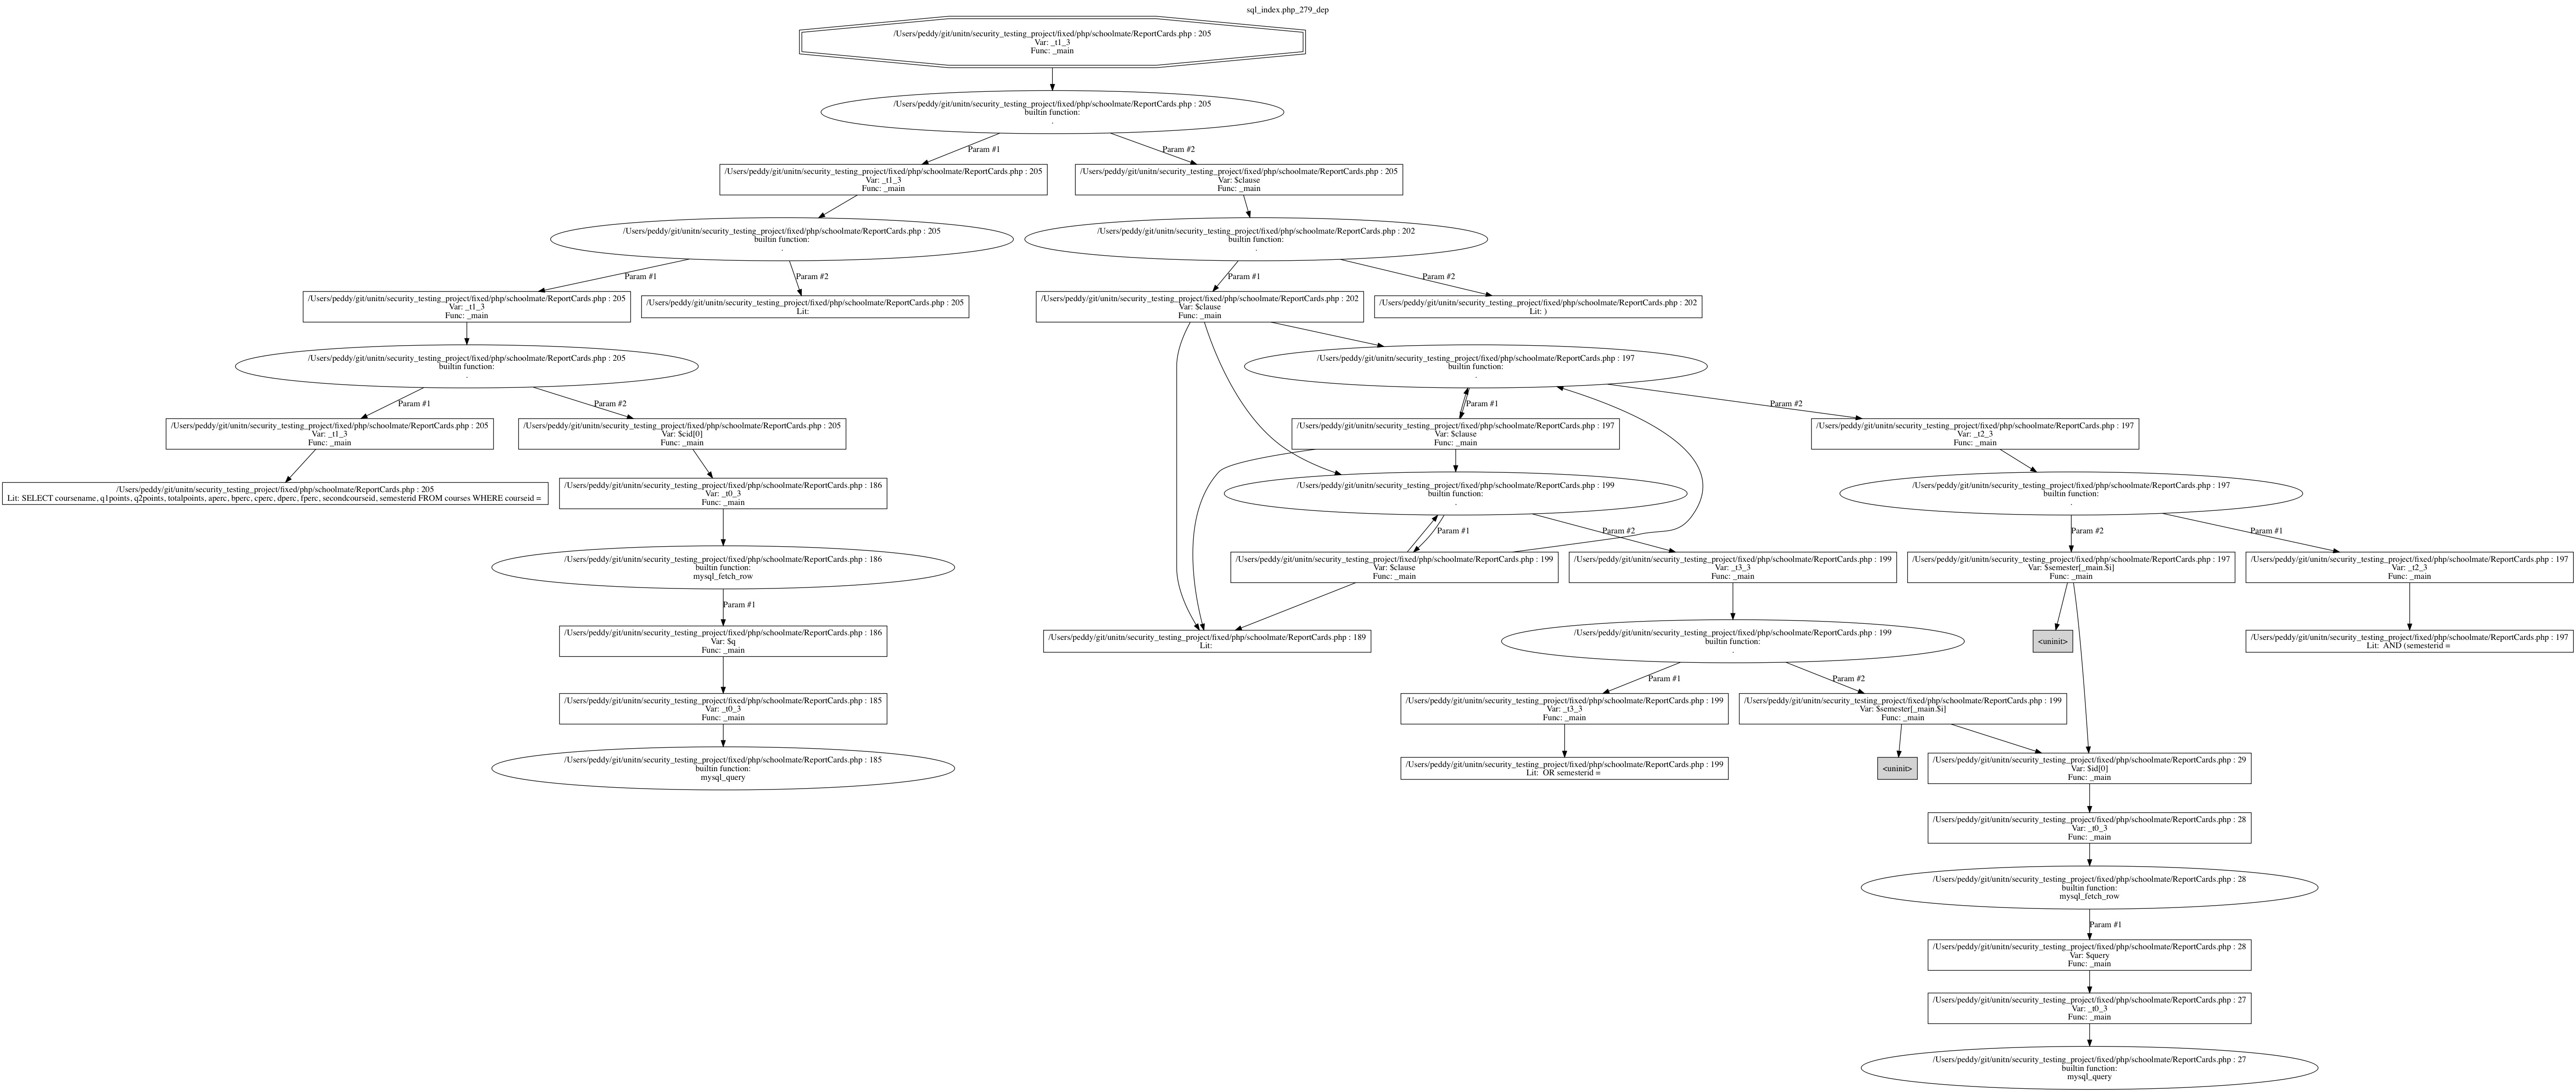 sql_index.php_279_dep
/Users/peddy/git/unitn/security_testing_project/fixed/php/schoolmate/ReportCards.php : 205
Var: _t1_3
Func: _main
/Users/peddy/git/unitn/security_testing_project/fixed/php/schoolmate/ReportCards.php : 205
builtin function:
.
Param #1
Param #2
/Users/peddy/git/unitn/security_testing_project/fixed/php/schoolmate/ReportCards.php : 205
Var: _t1_3
Func: _main
/Users/peddy/git/unitn/security_testing_project/fixed/php/schoolmate/ReportCards.php : 205
Var: $clause
Func: _main
/Users/peddy/git/unitn/security_testing_project/fixed/php/schoolmate/ReportCards.php : 205
builtin function:
.
/Users/peddy/git/unitn/security_testing_project/fixed/php/schoolmate/ReportCards.php : 202
builtin function:
.
Param #1
Param #2
Param #1
Param #2
/Users/peddy/git/unitn/security_testing_project/fixed/php/schoolmate/ReportCards.php : 205
Var: _t1_3
Func: _main
/Users/peddy/git/unitn/security_testing_project/fixed/php/schoolmate/ReportCards.php : 205
Lit:
/Users/peddy/git/unitn/security_testing_project/fixed/php/schoolmate/ReportCards.php : 202
Var: $clause
Func: _main
/Users/peddy/git/unitn/security_testing_project/fixed/php/schoolmate/ReportCards.php : 202
Lit: )
/Users/peddy/git/unitn/security_testing_project/fixed/php/schoolmate/ReportCards.php : 205
builtin function:
.
/Users/peddy/git/unitn/security_testing_project/fixed/php/schoolmate/ReportCards.php : 197
builtin function:
.
Param #1
Param #2
Param #1
Param #2
/Users/peddy/git/unitn/security_testing_project/fixed/php/schoolmate/ReportCards.php : 205
Var: _t1_3
Func: _main
/Users/peddy/git/unitn/security_testing_project/fixed/php/schoolmate/ReportCards.php : 205
Var: $cid[0]
Func: _main
/Users/peddy/git/unitn/security_testing_project/fixed/php/schoolmate/ReportCards.php : 197
Var: $clause
Func: _main
/Users/peddy/git/unitn/security_testing_project/fixed/php/schoolmate/ReportCards.php : 197
Var: _t2_3
Func: _main
/Users/peddy/git/unitn/security_testing_project/fixed/php/schoolmate/ReportCards.php : 205
Lit: SELECT coursename, q1points, q2points, totalpoints, aperc, bperc, cperc, dperc, fperc, secondcourseid, semesterid FROM courses WHERE courseid =
/Users/peddy/git/unitn/security_testing_project/fixed/php/schoolmate/ReportCards.php : 186
Var: _t0_3
Func: _main
/Users/peddy/git/unitn/security_testing_project/fixed/php/schoolmate/ReportCards.php : 199
builtin function:
.
/Users/peddy/git/unitn/security_testing_project/fixed/php/schoolmate/ReportCards.php : 197
builtin function:
.
Param #1
Param #2
Param #2
Param #1
/Users/peddy/git/unitn/security_testing_project/fixed/php/schoolmate/ReportCards.php : 186
builtin function:
mysql_fetch_row
/Users/peddy/git/unitn/security_testing_project/fixed/php/schoolmate/ReportCards.php : 199
Var: $clause
Func: _main
/Users/peddy/git/unitn/security_testing_project/fixed/php/schoolmate/ReportCards.php : 199
Var: _t3_3
Func: _main
/Users/peddy/git/unitn/security_testing_project/fixed/php/schoolmate/ReportCards.php : 197
Var: $semester[_main.$i]
Func: _main
/Users/peddy/git/unitn/security_testing_project/fixed/php/schoolmate/ReportCards.php : 197
Var: _t2_3
Func: _main
Param #1
/Users/peddy/git/unitn/security_testing_project/fixed/php/schoolmate/ReportCards.php : 186
Var: $q
Func: _main
/Users/peddy/git/unitn/security_testing_project/fixed/php/schoolmate/ReportCards.php : 189
Lit:
/Users/peddy/git/unitn/security_testing_project/fixed/php/schoolmate/ReportCards.php : 199
builtin function:
.
<uninit>
/Users/peddy/git/unitn/security_testing_project/fixed/php/schoolmate/ReportCards.php : 197
Lit:  AND (semesterid =
Param #1
Param #2
/Users/peddy/git/unitn/security_testing_project/fixed/php/schoolmate/ReportCards.php : 185
Var: _t0_3
Func: _main
/Users/peddy/git/unitn/security_testing_project/fixed/php/schoolmate/ReportCards.php : 199
Var: _t3_3
Func: _main
/Users/peddy/git/unitn/security_testing_project/fixed/php/schoolmate/ReportCards.php : 199
Var: $semester[_main.$i]
Func: _main
/Users/peddy/git/unitn/security_testing_project/fixed/php/schoolmate/ReportCards.php : 185
builtin function:
mysql_query
/Users/peddy/git/unitn/security_testing_project/fixed/php/schoolmate/ReportCards.php : 199
Lit:  OR semesterid =
<uninit>
/Users/peddy/git/unitn/security_testing_project/fixed/php/schoolmate/ReportCards.php : 29
Var: $id[0]
Func: _main
/Users/peddy/git/unitn/security_testing_project/fixed/php/schoolmate/ReportCards.php : 28
Var: _t0_3
Func: _main
/Users/peddy/git/unitn/security_testing_project/fixed/php/schoolmate/ReportCards.php : 28
builtin function:
mysql_fetch_row
Param #1
/Users/peddy/git/unitn/security_testing_project/fixed/php/schoolmate/ReportCards.php : 28
Var: $query
Func: _main
/Users/peddy/git/unitn/security_testing_project/fixed/php/schoolmate/ReportCards.php : 27
Var: _t0_3
Func: _main
/Users/peddy/git/unitn/security_testing_project/fixed/php/schoolmate/ReportCards.php : 27
builtin function:
mysql_query